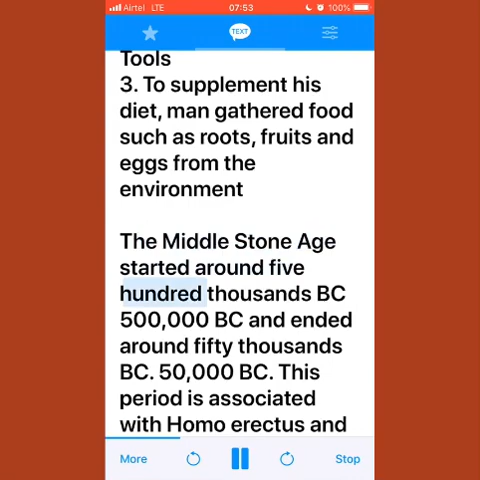 Airtel LTE 07:53 100%
TEXT
Tools
3. To supplement his
diet, man gathered food
such as roots, fruits and
eggs from the
environment
The Middle Stone Age
started around five
hundred thousands BC
500,000 BC and ended
around fifty thousands
BC. 50,000 BC. This
period is associated
with Homo erectus and
More Stop